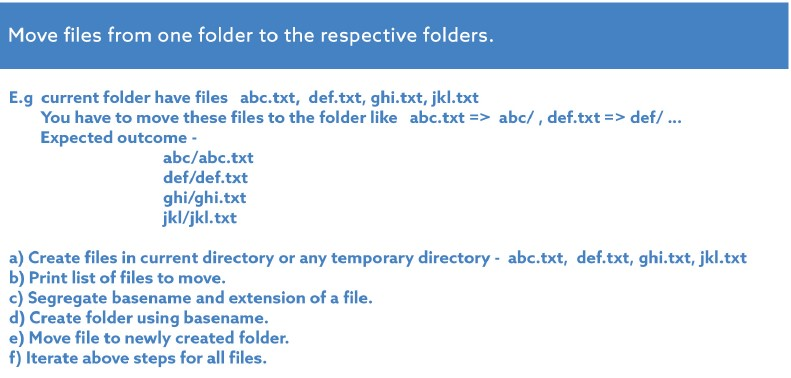 Move files from one folder to the respective folders.
E.g current folder have files abc.txt, def.txt, ghi.txt, jkl.txt
You have to move these files to the folder like abc.txt => abc/ , def.txt => def/ ...
Expected outcome -
abc/abc.txt
def/def.txt
ghi/ghi.txt
jkl/jkl.txt
a) Create files in current directory or any temporary directory - abc.txt, def.txt, ghi.txt, jkl.txt
b) Print list of files to move.
c) Segregate basename and extension of a file.
d) Create folder using basename.
e) Move file to newly created folder.
f) Iterate above steps for all files.